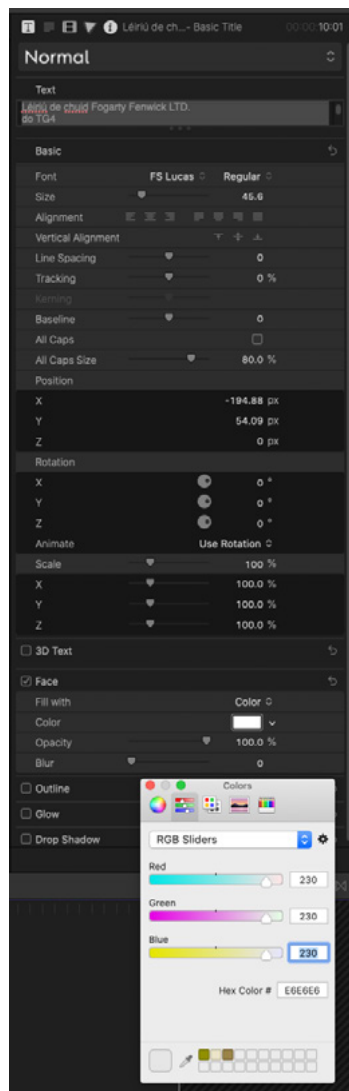 Léiriú de ch...- Basic Title 00:00:10:01
Normal
Text
Léiriú de chuid Fogarty Fenwick LTD.
do TG4
Basic
Font FS Lucas Regular
Size 45.6
Alignment
Vertical Alignment
Line Spacing 0
Tracking 0 %
Kerning
Baseline 0
All Caps
All Caps Size 80.0 %
Position
X -194.88 px
Y 54.09 px
Z 0 px
Rotation
X 0 °
Y 0 °
Z 0 °
Animate Use Rotation
Scale 100 %
X 100.0 %
Y 100.0 %
Z 100.0 %
3D Text
Face
Fill with Color
Color
Opacity 100.0 %
Blur 0
Outline
Glow
Drop Shadow
Colors
RGB Sliders
Red
230
Green
230
Blue
230
Hex Color # E6E6E6